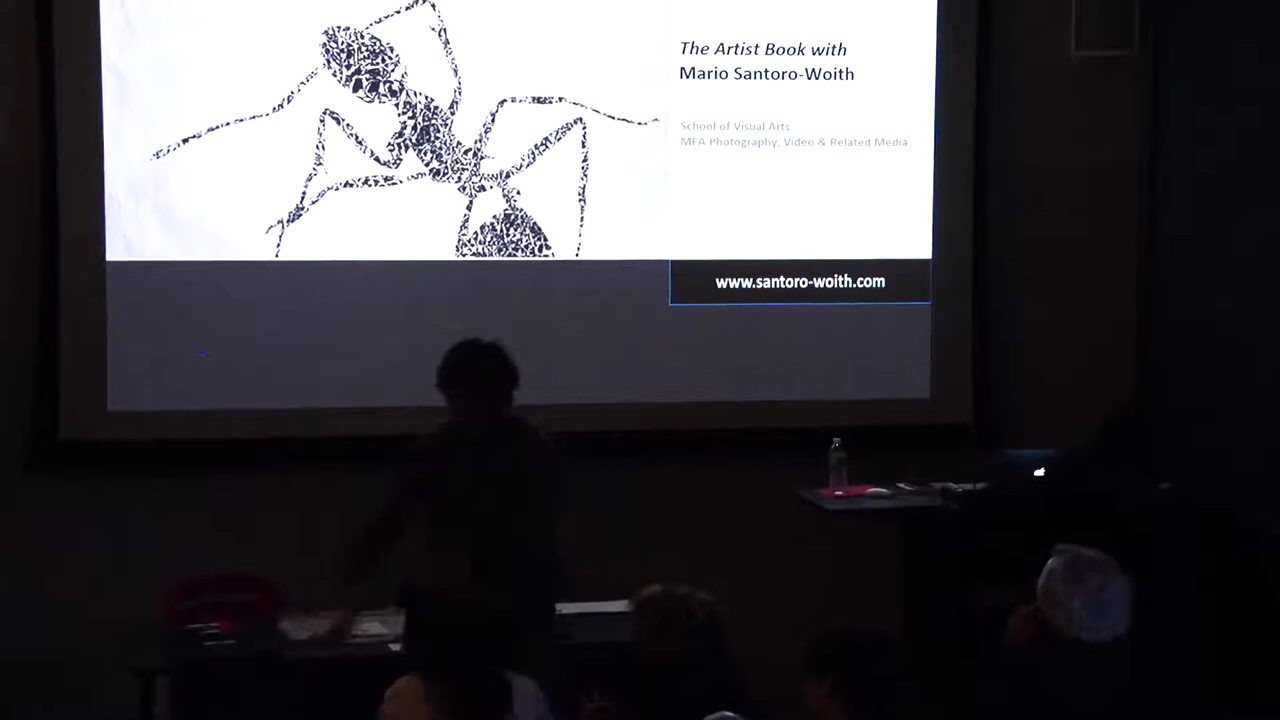 The Artist Book with
Mario Santoro-Woith
School of Visual Arts
MFA Photography, Video & Related Media
www.santoro-woith.com